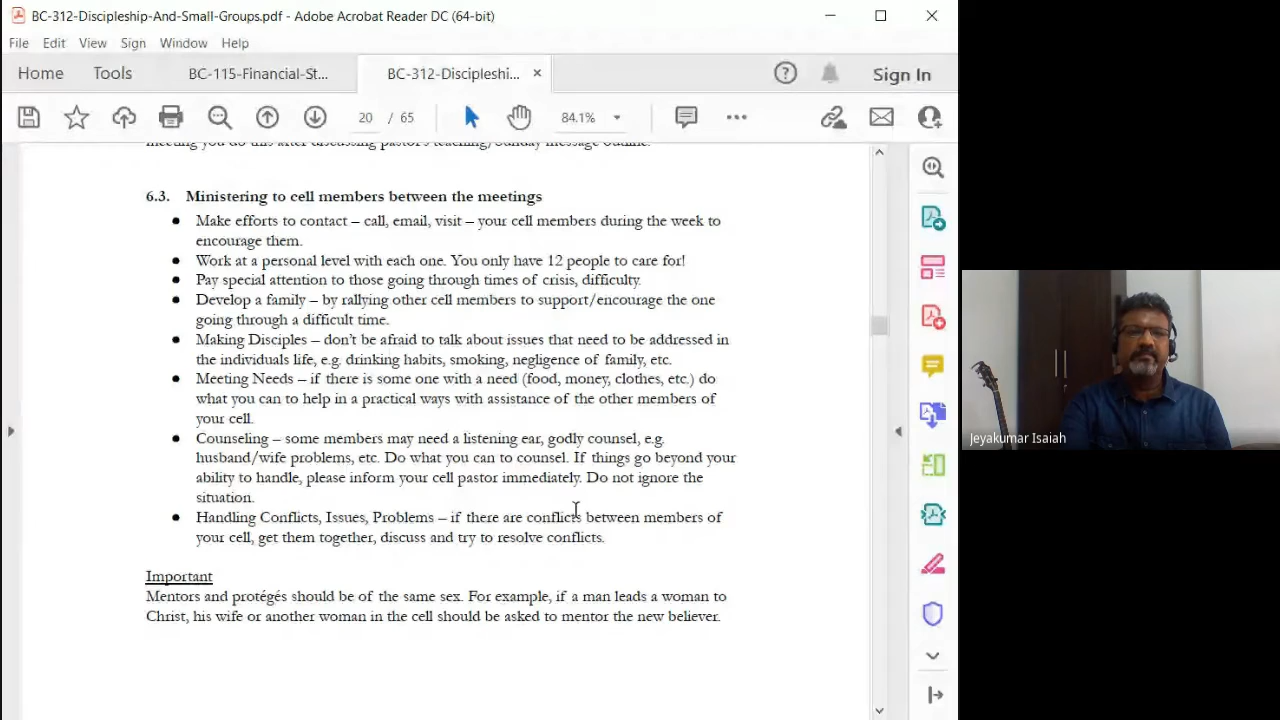 BC-312-Discipleship-And-Small-Groups.pdf - Adobe Acrobat Reader DC (64-bit)
File Edit View Sign Window Help
Home Tools BC-115-Financial-St... BC-312-Discipleshi... Sign In
20 / 65 84.1%
meeting you do this after discussing pastor's teaching/Sunday message outline.
6.3. Ministering to cell members between the meetings
● Make efforts to contact – call, email, visit – your cell members during the week to
encourage them.
● Work at a personal level with each one. You only have 12 people to care for!
● Pay special attention to those going through times of crisis, difficulty.
● Develop a family – by rallying other cell members to support/encourage the one
going through a difficult time.
● Making Disciples – don't be afraid to talk about issues that need to be addressed in
the individuals life, e.g. drinking habits, smoking, negligence of family, etc.
● Meeting Needs – if there is some one with a need (food, money, clothes, etc.) do
what you can to help in a practical ways with assistance of the other members of
your cell.
● Counseling – some members may need a listening ear, godly counsel, e.g.
husband/wife problems, etc. Do what you can to counsel. If things go beyond your
ability to handle, please inform your cell pastor immediately. Do not ignore the
situation.
● Handling Conflicts, Issues, Problems – if there are conflicts between members of
your cell, get them together, discuss and try to resolve conflicts.
Important
Mentors and protégés should be of the same sex. For example, if a man leads a woman to
Christ, his wife or another woman in the cell should be asked to mentor the new believer.
Jeyakumar Isaiah